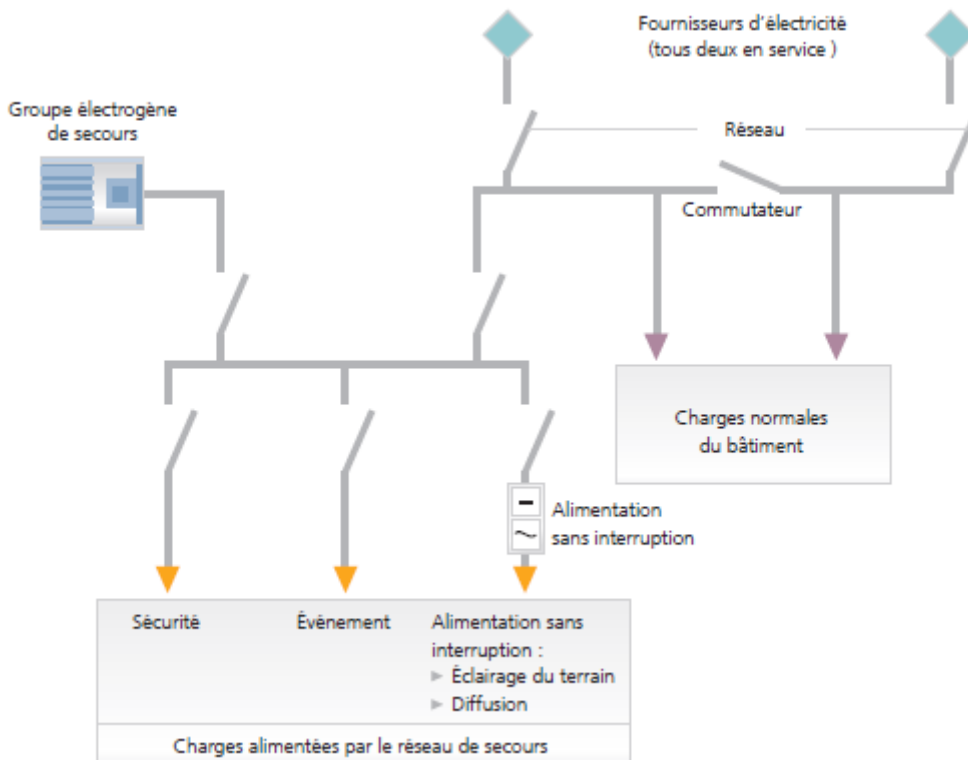 Fournisseurs d'électricité
(tous deux en service )
Groupe électrogène
de secours
Réseau
Commutateur
Charges normales
du bâtiment
Alimentation
sans interruption
Sécurité
Évènement
Alimentation sans
interruption :
► Éclairage du terrain
► Diffusion
Charges alimentées par le réseau de secours